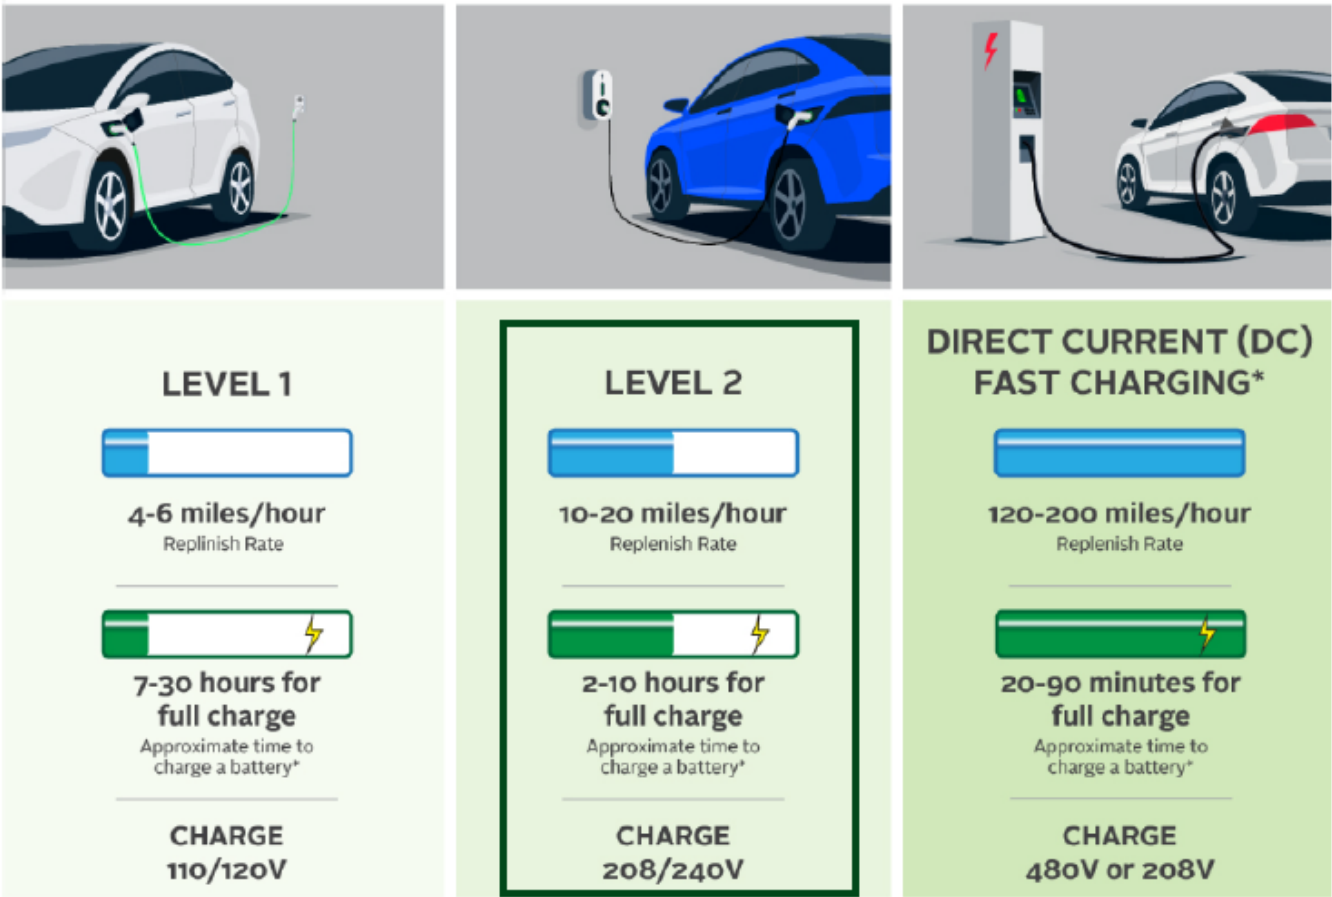 LEVEL 1
4-6 miles/hour
Replinish Rate
7-30 hours for
full charge
Approximate time to
charge a battery*
CHARGE
110/120V
LEVEL 2
10-20 miles/hour
Replenish Rate
2-10 hours for
full charge
Approximate time to
charge a battery*
CHARGE
208/240V
DIRECT CURRENT (DC)
FAST CHARGING*
120-200 miles/hour
Replenish Rate
20-90 minutes for
full charge
Approximate time to
charge a battery*
CHARGE
480V or 208V